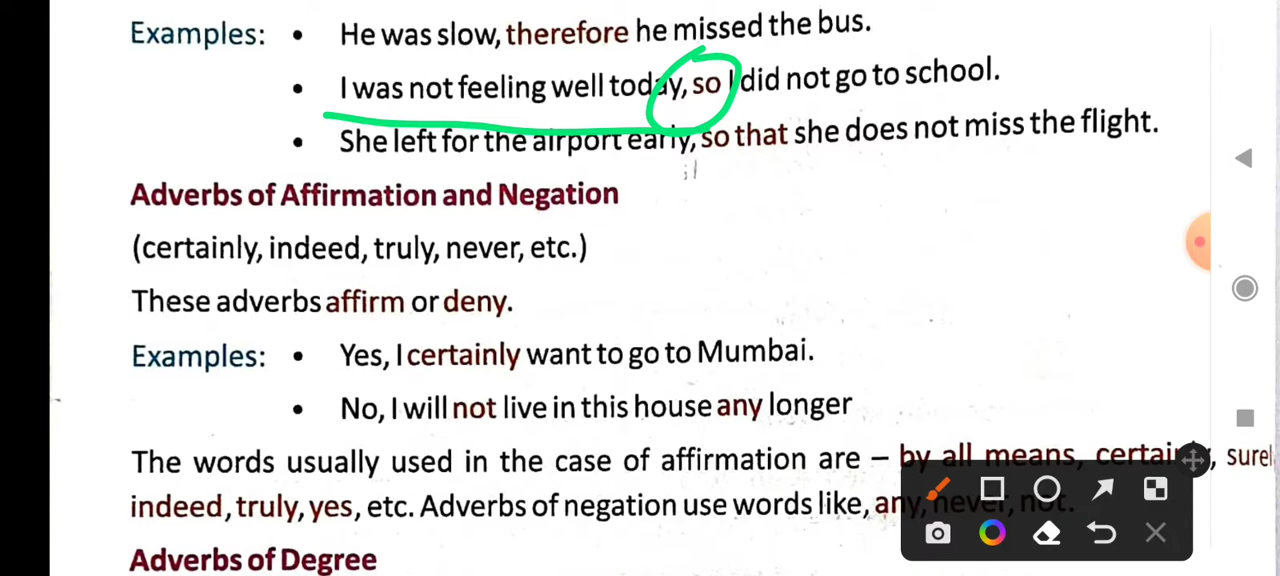 Examples: • He was slow, therefore he missed the bus.
• I was not feeling well today, so I did not go to school.
• She left for the airport early, so that she does not miss the flight.
Adverbs of Affirmation and Negation
(certainly, indeed, truly, never, etc.)
These adverbs affirm or deny.
Examples: • Yes, I certainly want to go to Mumbai.
• No, I will not live in this house any longer
The words usually used in the case of affirmation are – by all means, certainly, surel
indeed, truly, yes, etc. Adverbs of negation use words like, any, never, not.
Adverbs of Degree